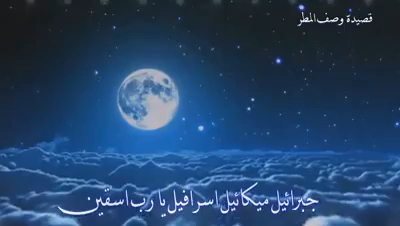 قصيدة وصف المطر
جبرائيل ميكائيل اسرافيل يا رب اسقين